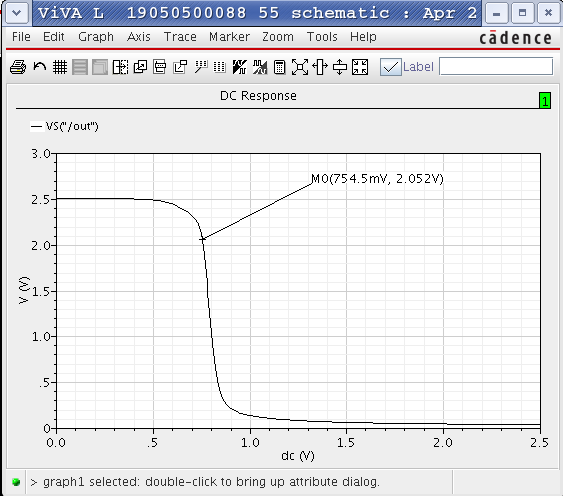 ViVA L 19050500088 55 schematic : Apr 2
File Edit Graph Axis Trace Marker Zoom Tools Help cādence
Label
DC Response
1
VS("/out")
3.0
M0(754.5mV, 2.052V)
2.5
2.0
V (V)
1.5
1.0
.5
0
0.0 .5 1.0 1.5 2.0 2.5
dc (V)
> graph1 selected: double-click to bring up attribute dialog.